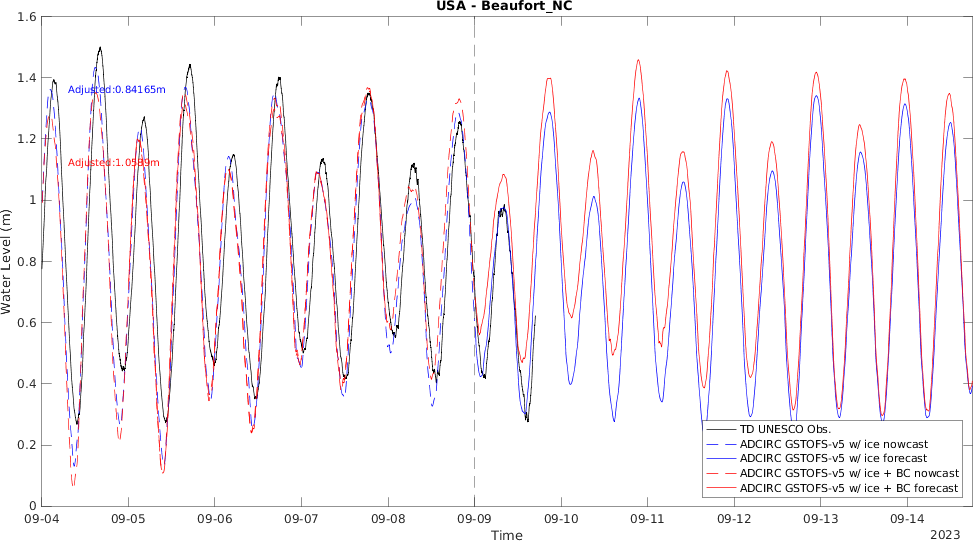 USA - Beaufort_NC
1.6
1.4
1.2
1
0.8
0.6
0.4
0.2
0
Water Level (m)
Adjusted:0.84165m
Adjusted:1.0589m
TD UNESCO Obs.
ADCIRC GSTOFS-v5 w/ ice nowcast
ADCIRC GSTOFS-v5 w/ ice forecast
ADCIRC GSTOFS-v5 w/ ice + BC nowcast
ADCIRC GSTOFS-v5 w/ ice + BC forecast
09-04 09-05 09-06 09-07 09-08 09-09 09-10 09-11 09-12 09-13 09-14
Time
2023